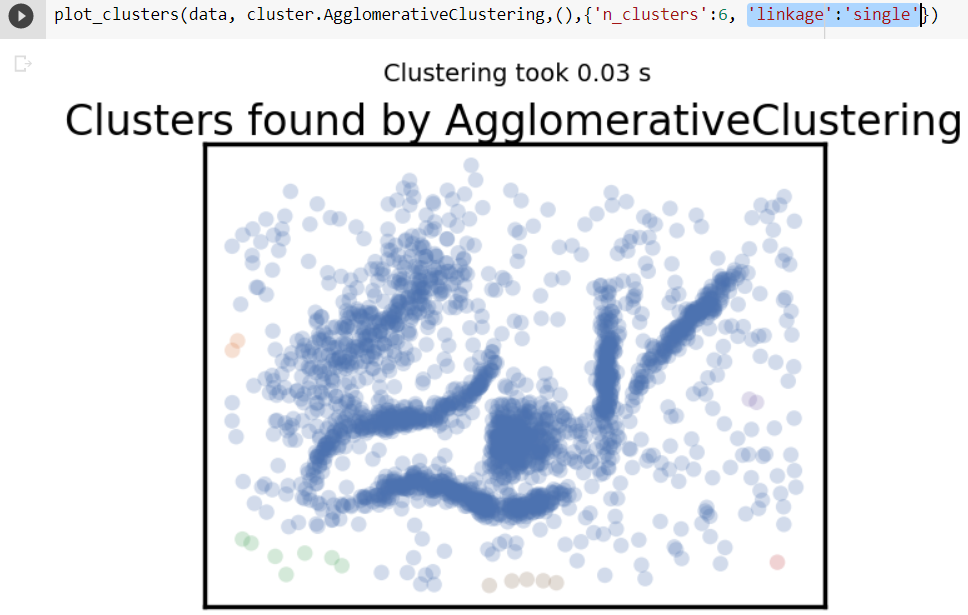 plot_clusters(data, cluster.AgglomerativeClustering,(),{'n_clusters':6, 'linkage':'single'})
Clustering took 0.03 s
Clusters found by AgglomerativeClustering